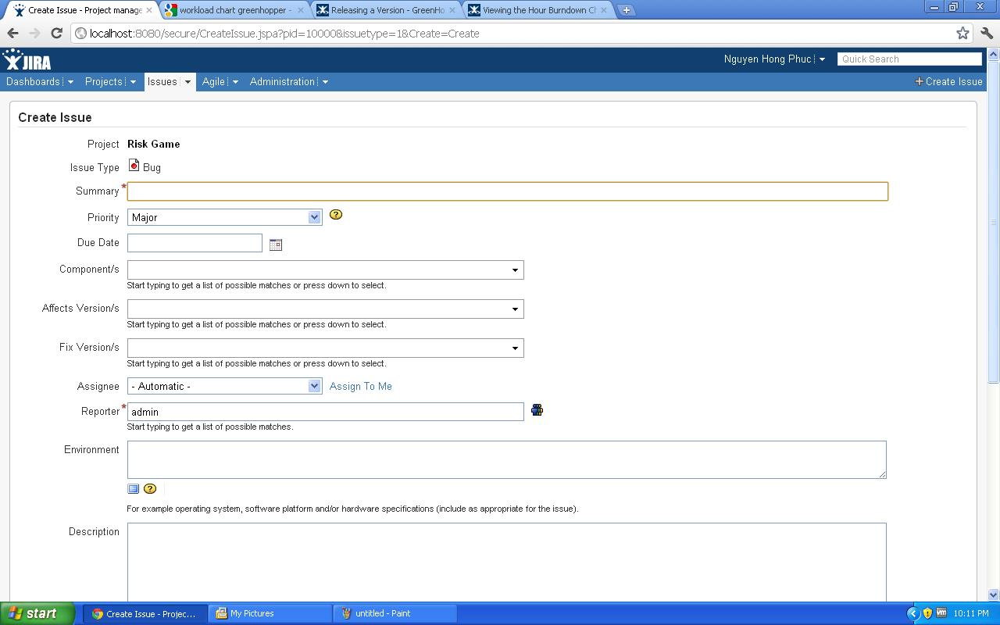 Create Issue - Project manage
workload chart greenhopper -
Releasing a Version - GreenHo
Viewing the Hour Burndown Ch
localhost:8080/secure/CreateIssue.jspa?pid=10000&issuetype=1&Create=Create
JIRA
Nguyen Hong Phuc
Quick Search
Dashboards Projects Issues Agile Administration
+ Create Issue
Create Issue
Project Risk Game
Issue Type Bug
Summary *
Priority Major ?
Due Date
Component/s
Start typing to get a list of possible matches or press down to select.
Affects Version/s
Start typing to get a list of possible matches or press down to select.
Fix Version/s
Start typing to get a list of possible matches or press down to select.
Assignee - Automatic - Assign To Me
Reporter * admin
Start typing to get a list of possible matches.
Environment
?
For example operating system, software platform and/or hardware specifications (include as appropriate for the issue).
Description
start
Create Issue - Projec...
My Pictures
untitled - Paint
10:11 PM